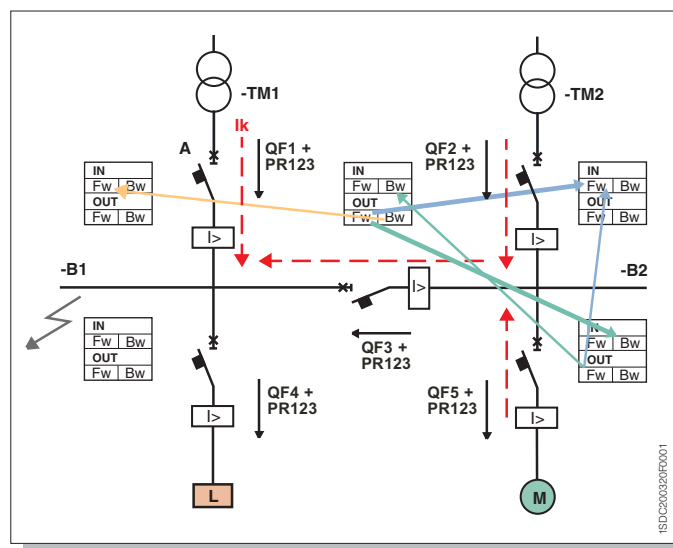 -TM1
-TM2
Ik
A
QF1 +
PR123
QF2 +
PR123
IN
Fw Bw
OUT
Fw Bw
IN
Fw Bw
OUT
Fw Bw
IN
Fw Bw
OUT
Fw Bw
I>
I>
-B1
-B2
I>
IN
Fw Bw
OUT
Fw Bw
IN
Fw Bw
OUT
Fw Bw
QF3 +
PR123
QF4 +
PR123
QF5 +
PR123
I>
I>
L
M
1SDC200320F0001